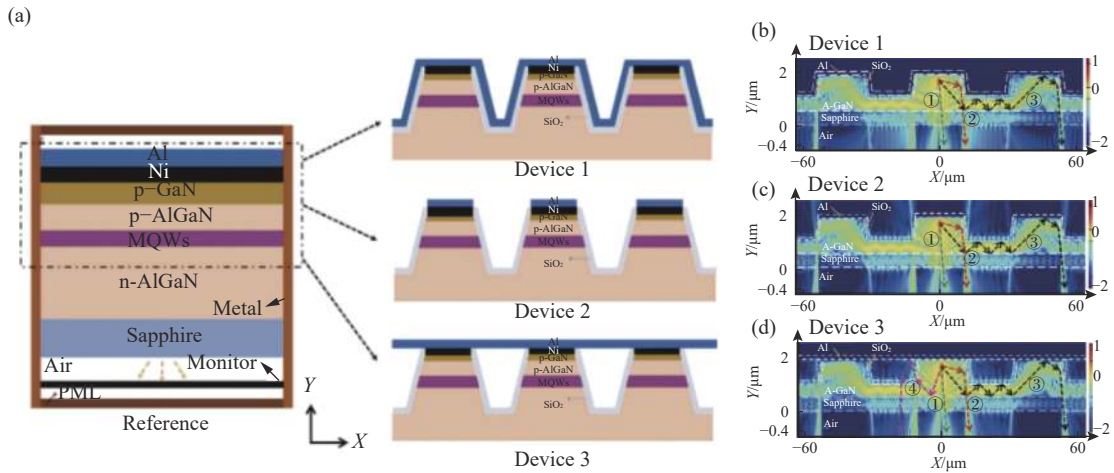 (a)
Al
Ni
p−GaN
p−AlGaN
MQWs
n-AlGaN
Metal
Sapphire
Air
Monitor
PML
Reference
Y
X
Al
Ni
p-GaN
p-AlGaN
MQWs
SiO₂
Device 1
Al
Ni
p-GaN
p-AlGaN
MQWs
SiO₂
Device 2
Ni
p-GaN
p-AlGaN
MQWs
SiO₂
Device 3
(b)
Device 1
Al
SiO₂
A-GaN
Sapphire
Air
① ② ③
Y/μm
2
0
−0.4
−60
0
60
X/μm
1
0
−2
(c)
Device 2
SiO₂
A-GaN
Sapphire
Air
① ② ③
Y/μm
2
0
−0.4
−60
0
60
X/μm
1
0
−2
(d)
Device 3
Al
SiO₂
A-GaN
Sapphire
Air
④ ① ② ③
Y/μm
2
0
−0.4
−60
0
60
X/μm
1
0
−2